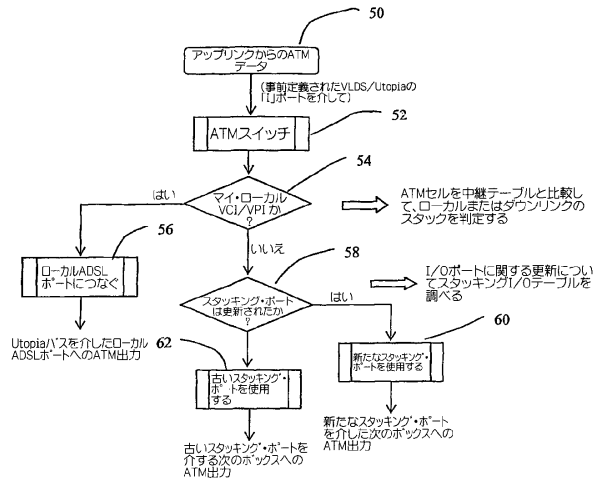 50
アップリンクからのATM
データ
(事前定義されたVLDS/Utopiaの
「I」ポートを介して)
52
ATMスイッチ
54
はい
マイ・ローカル
VCI/VPIか
?
ATMセルを中継テーブルと比較し
て、ローカルまたはダウンリンクの
スタックを判定する
56
いいえ
58
ローカルADSL
ポートにつなぐ
I/Oポートに関する更新につい
てスタッキングI/Oテーブルを
調べる
スタッキング・ポート
は更新されたか
?
はい
60
Utopiaバスを介したローカル
ADSLポートへのATM出力
62
新たなスタッキング・
ポートを使用する
古いスタッキング・
ポートを使用
する
新たなスタッキング・ポート
を介した次のボックスへの
ATM出力
古いスタッキング・ポートを
介する次のボックスへの
ATM出力